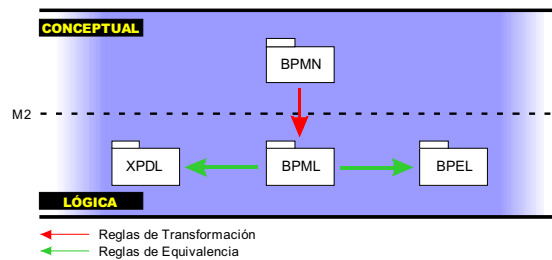 CONCEPTUAL
BPMN
M2
XPDL
BPML
BPEL
LÓGICA
Reglas de Transformación
Reglas de Equivalencia